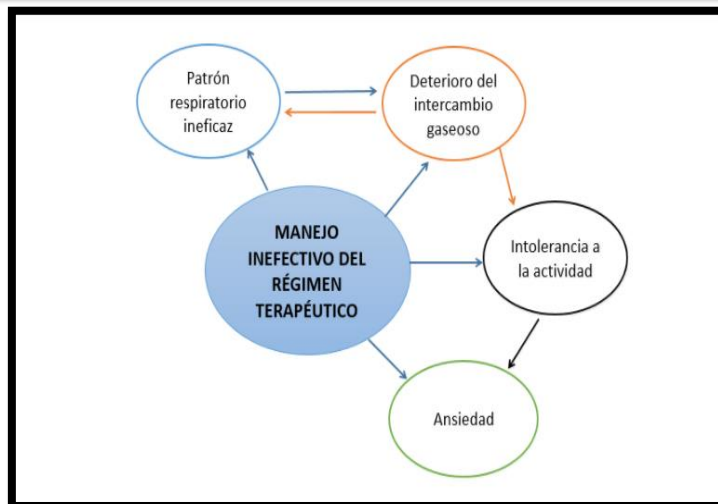 Patrón
respiratorio
ineficaz
Deterioro del
intercambio
gaseoso
MANEJO
INEFECTIVO DEL
RÉGIMEN
TERAPÉUTICO
Intolerancia a
la actividad
Ansiedad